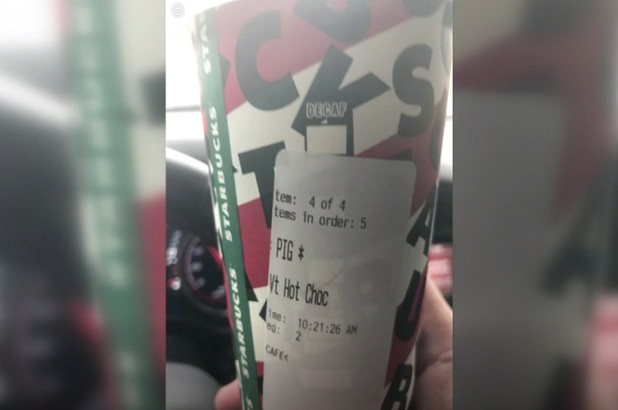 STARBUCKS
STARBUCKS
DECAF
tem: 4 of 4
tems in order: 5
PIG *
Vt Hot Choc
ime: 10:21:26 AM
eg: 2
CAFE<